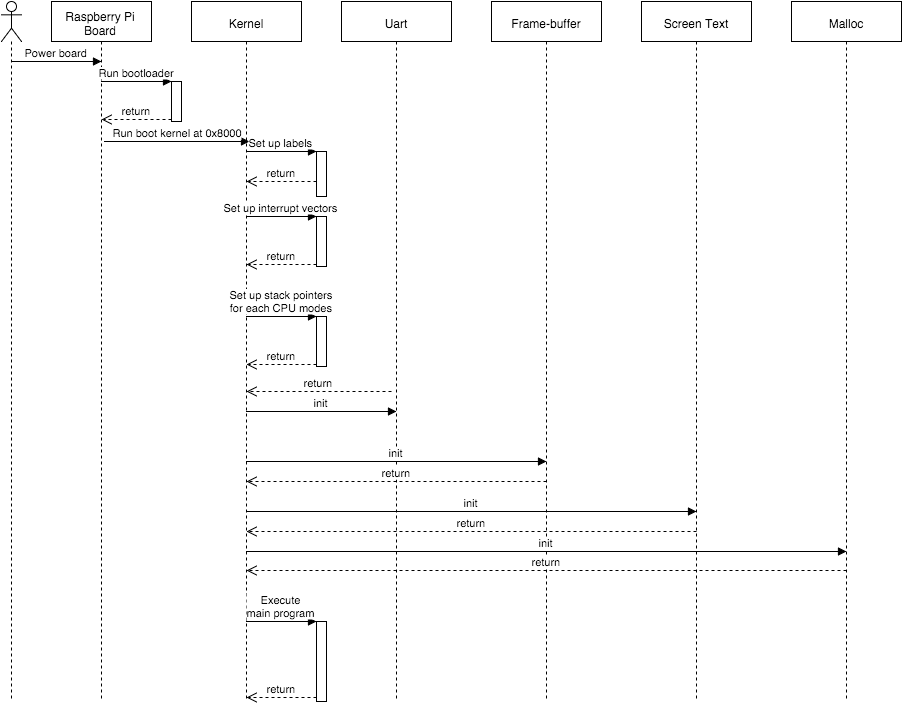 Raspberry Pi
Board
Kernel
Uart
Frame-buffer
Screen Text
Malloc
Power board
Run bootloader
return
Run boot kernel at 0x8000
Set up labels
return
Set up interrupt vectors
return
Set up stack pointers
for each CPU modes
return
return
init
init
return
init
return
init
return
Execute
main program
return